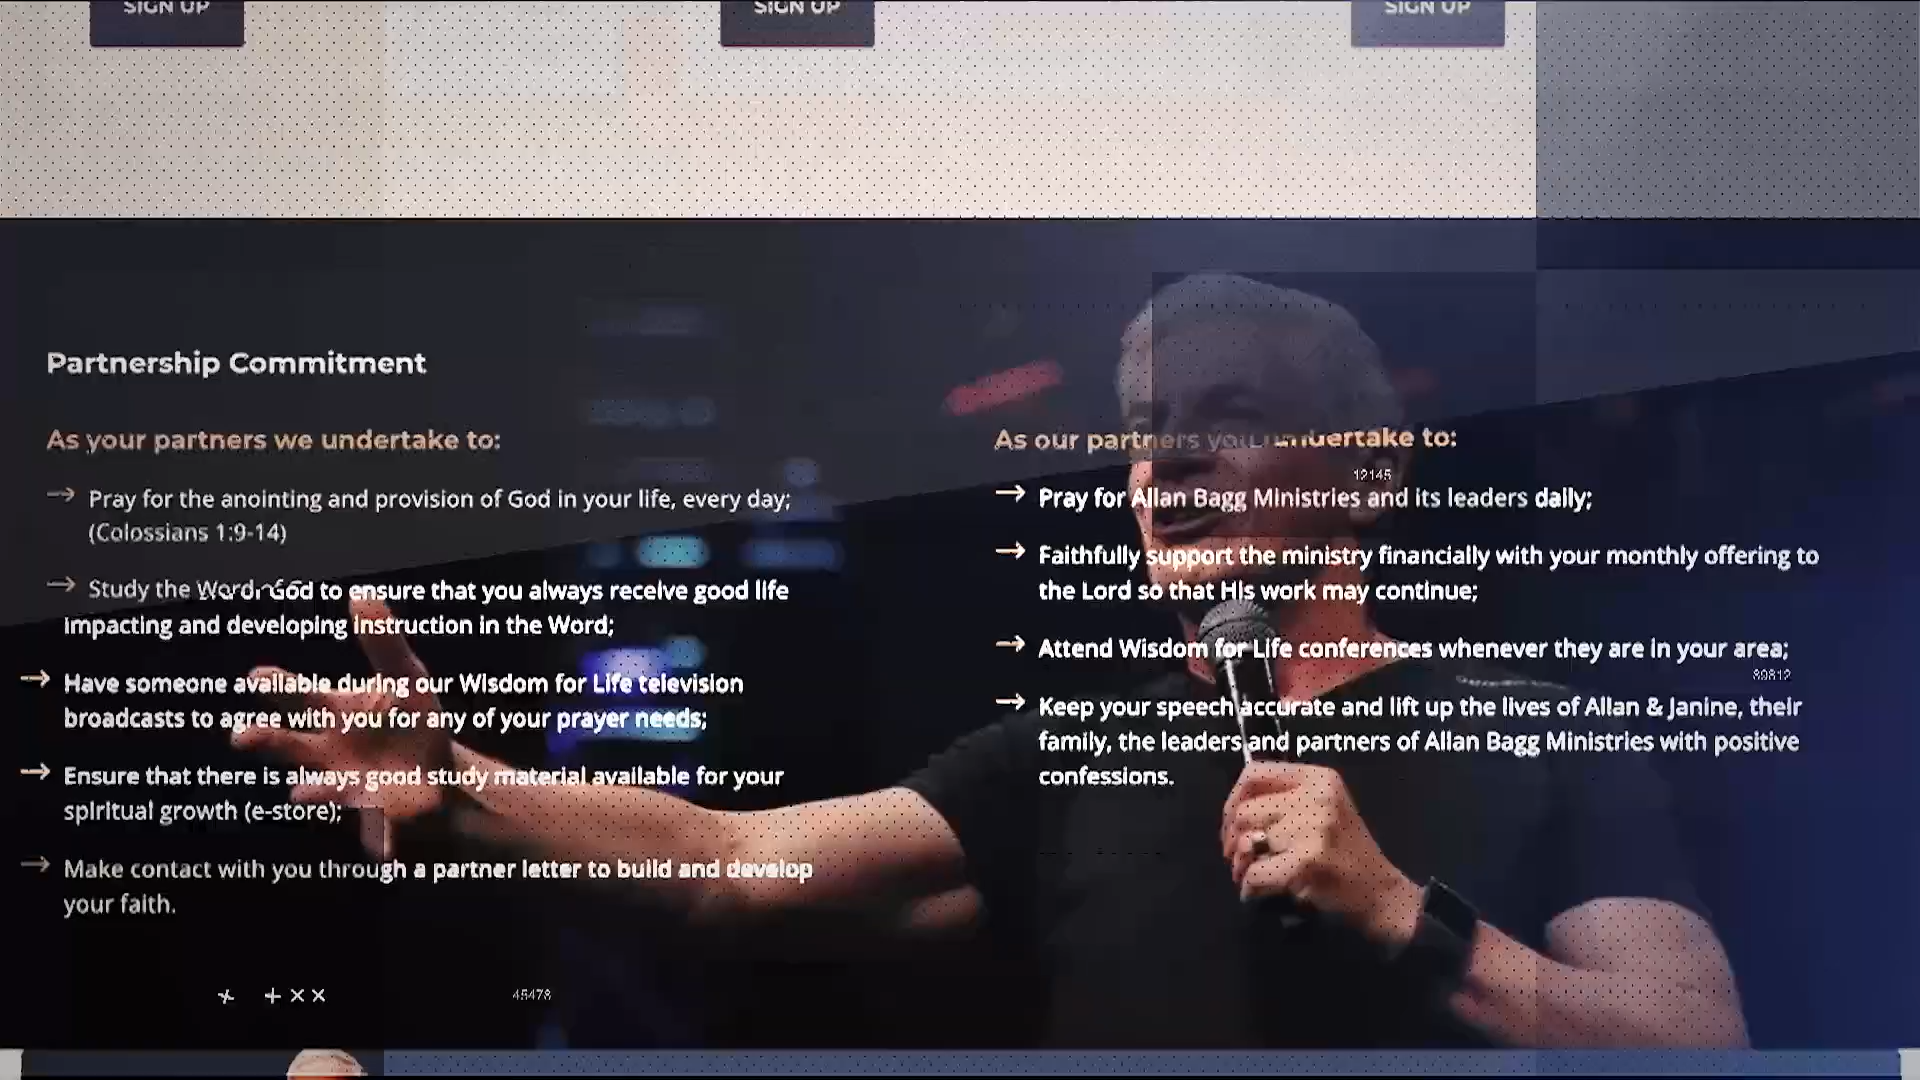 SIGN UP
SIGN UP
SIGN UP
Partnership Commitment
As your partners we undertake to:
Pray for the anointing and provision of God in your life, every day;
(Colossians 1:9-14)
Study the Word of God to ensure that you always receive good life
impacting and developing instruction in the Word;
Have someone available during our Wisdom for Life television
broadcasts to agree with you for any of your prayer needs;
Ensure that there is always good study material available for your
spiritual growth (e-store);
Make contact with you through a partner letter to build and develop
your faith.
45478
As our partners you undertake to:
12145
Pray for Allan Bagg Ministries and its leaders daily;
Faithfully support the ministry financially with your monthly offering to
the Lord so that His work may continue;
Attend Wisdom for Life conferences whenever they are in your area;
89812
Keep your speech accurate and lift up the lives of Allan & Janine, their
family, the leaders and partners of Allan Bagg Ministries with positive
confessions.